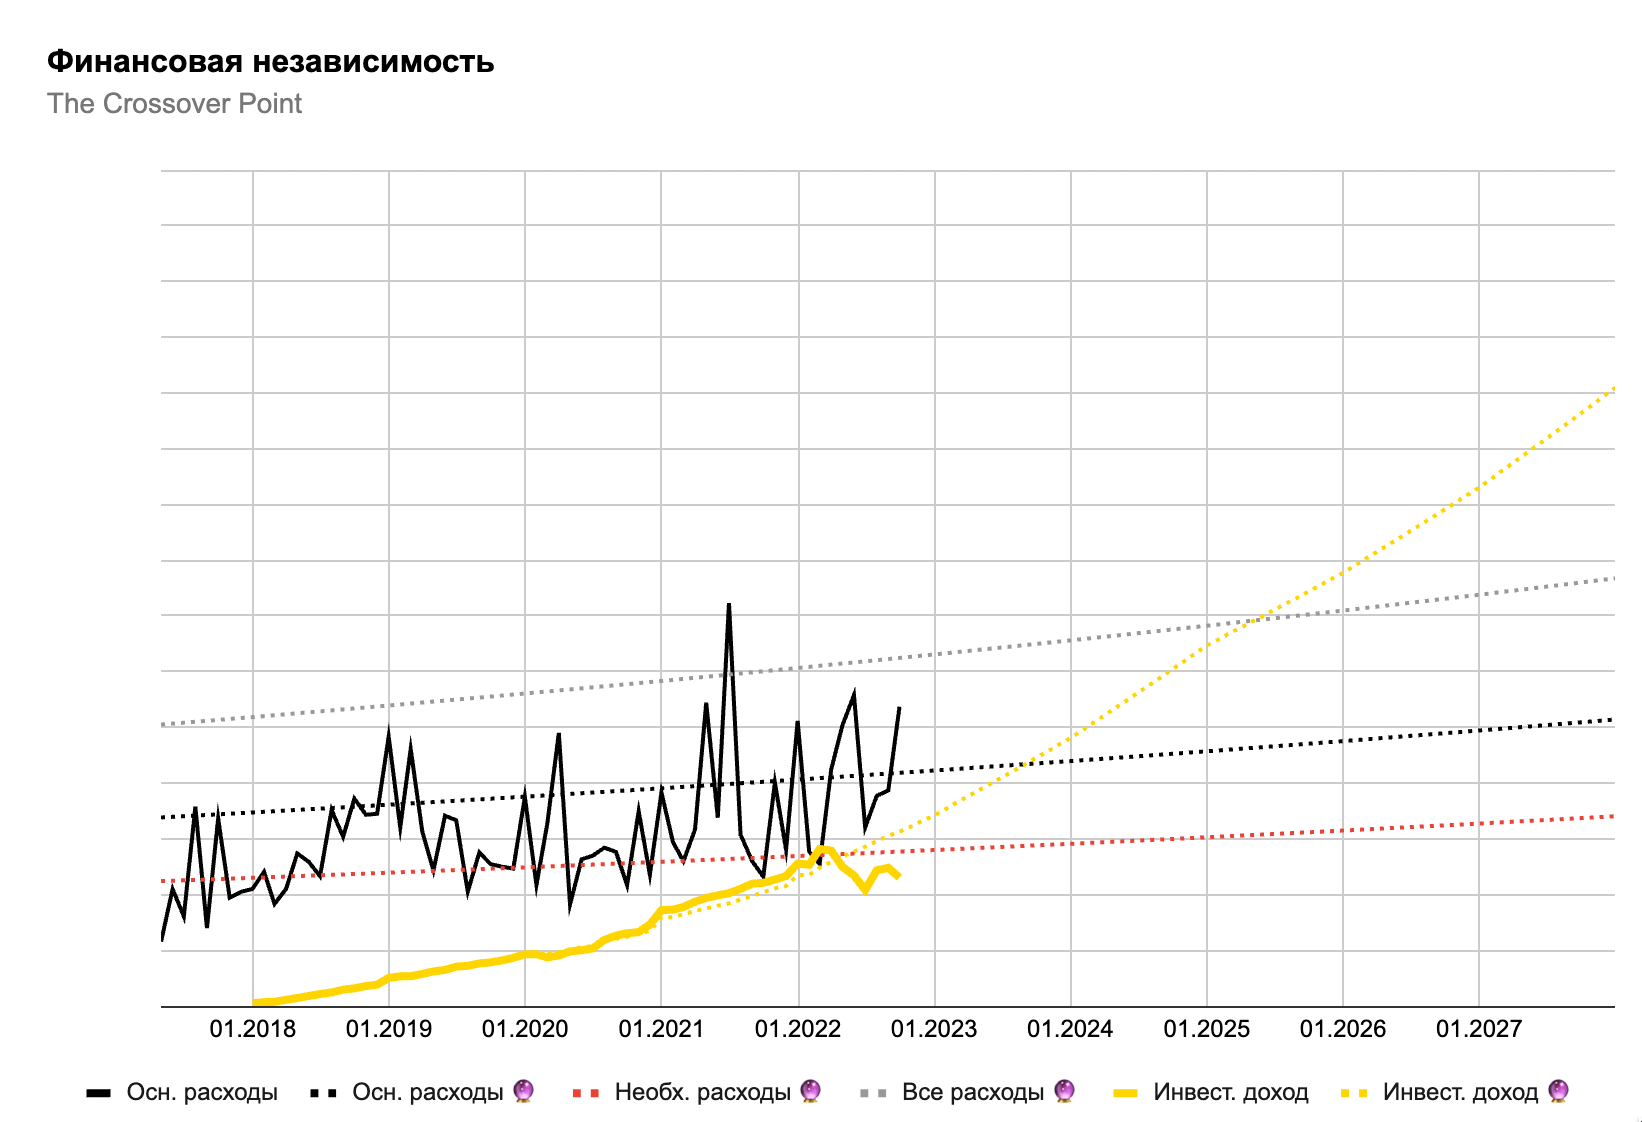 Финансовая независимость
The Crossover Point
01.2018 01.2019 01.2020 01.2021 01.2022 01.2023 01.2024 01.2025 01.2026 01.2027
Осн. расходы Осн. расходы 🔮 Необх. расходы 🔮 Все расходы 🔮 Инвест. доход Инвест. доход 🔮